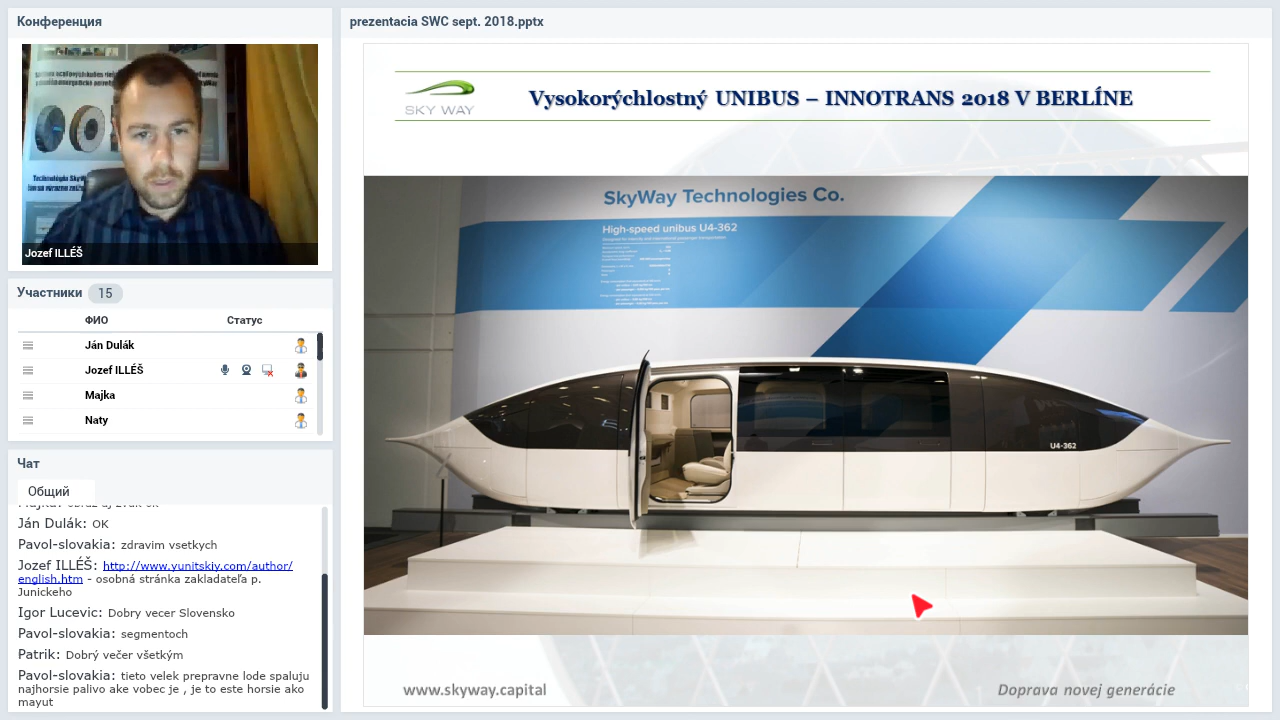 Конференция
Jozef ILLÉŠ
Участники 15
ФИО Статус
Ján Dulák
Jozef ILLÉŠ
Majka
Naty
Чат
Общий
Ján Dulák: OK
Pavol-slovakia: zdravim vsetkych
Jozef ILLÉŠ: http://www.yunitskiy.com/author/
english.htm - osobná stránka zakladateľa p.
Junickeho
Igor Lucevic: Dobry vecer Slovensko
Pavol-slovakia: segmentoch
Patrik: Dobrý večer všetkým
Pavol-slovakia: tieto velek prepravne lode spaluju
najhorsie palivo ake vobec je , je to este horsie ako
mayut
prezentacia SWC sept. 2018.pptx
SKY WAY
Vysokorýchlostný UNIBUS – INNOTRANS 2018 V BERLÍNE
SkyWay Technologies Co.
High-speed unibus U4-362
U4-362
www.skyway.capital
Doprava novej generácie